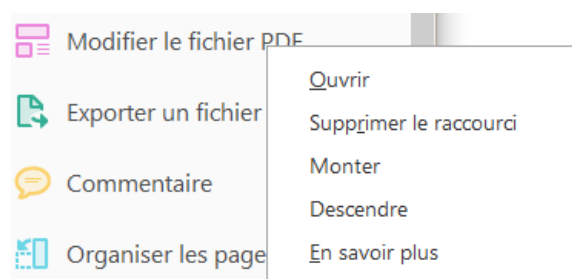 Modifier le fichier PDF
Ouvrir
Exporter un fichier
Supprimer le raccourci
Monter
Commentaire
Descendre
Organiser les page
En savoir plus